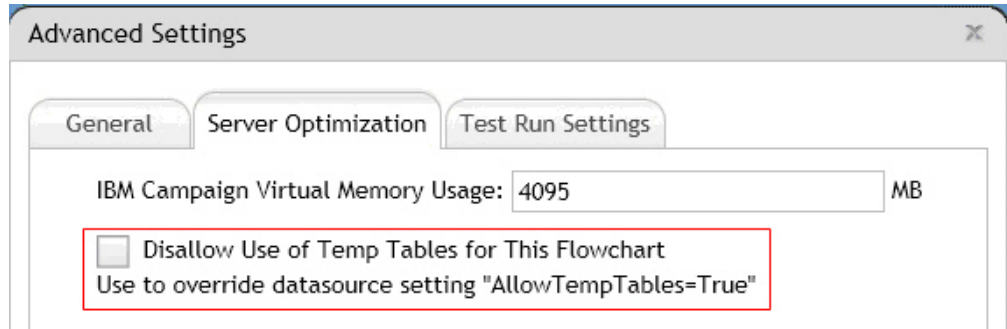 Advanced Settings
General Server Optimization Test Run Settings
IBM Campaign Virtual Memory Usage: 4095 MB
Disallow Use of Temp Tables for This Flowchart
Use to override datasource setting "AllowTempTables=True"